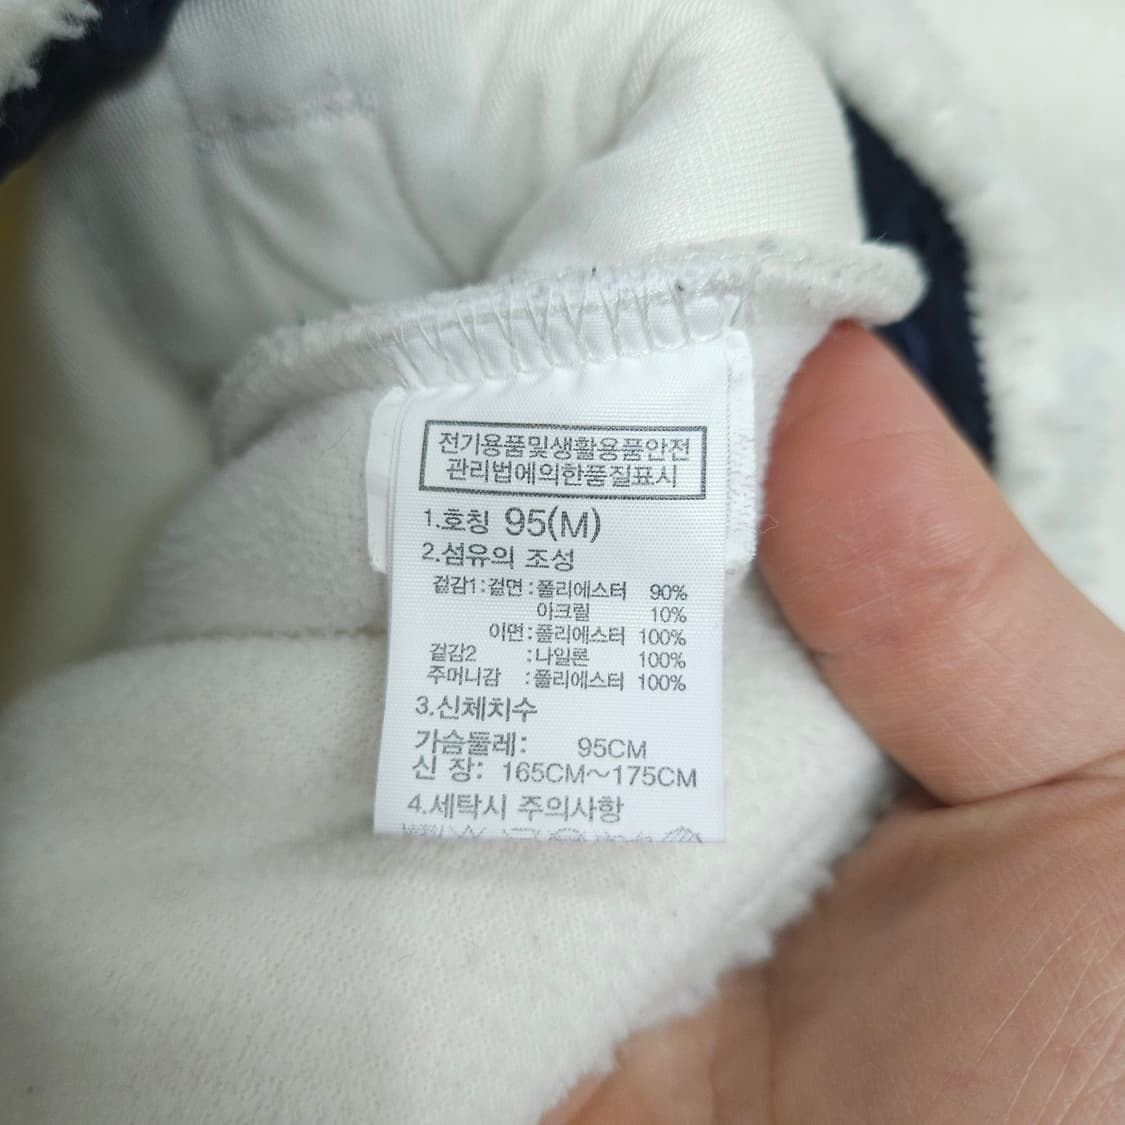 전기용품및생활용품안전
관리법에의한품질표시
1.호칭 95(M)
2.섬유의 조성
겉감1:겉면:폴리에스터 90%
아크릴 10%
이면:폴리에스터 100%
겉감2 :나일론 100%
주머니감 :폴리에스터 100%
3.신체치수
가슴둘레: 95CM
신 장: 165CM~175CM
4.세탁시 주의사항